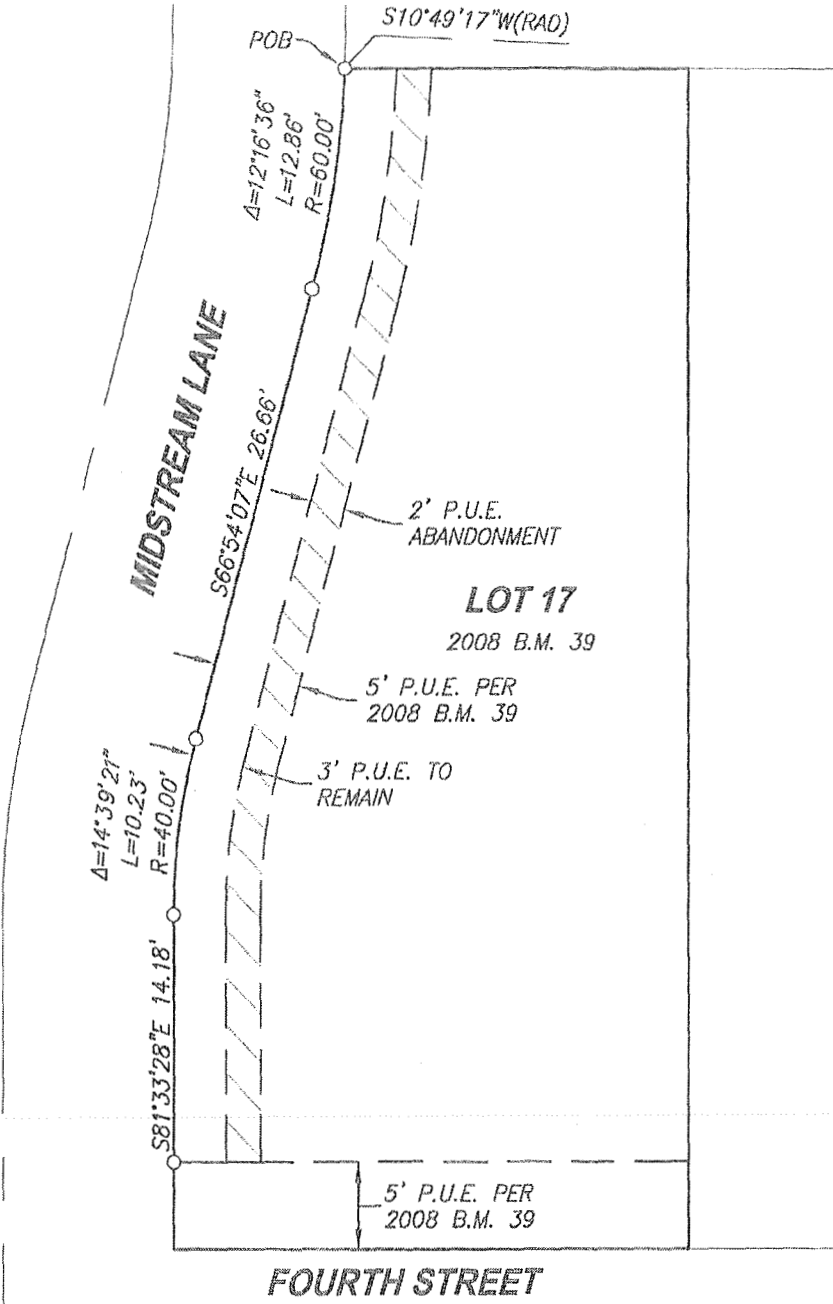 S10°49'17"W(RAD)
POB
Δ=12°16'36"
L=12.86'
R=60.00'
MIDSTREAM LANE
S66°54'07"E 26.66'
2' P.U.E.
ABANDONMENT
LOT 17
2008 B.M. 39
5' P.U.E. PER
2008 B.M. 39
3' P.U.E. TO
REMAIN
Δ=14°39'21"
L=10.23'
R=40.00'
S81°33'28"E 14.18'
5' P.U.E. PER
2008 B.M. 39
FOURTH STREET